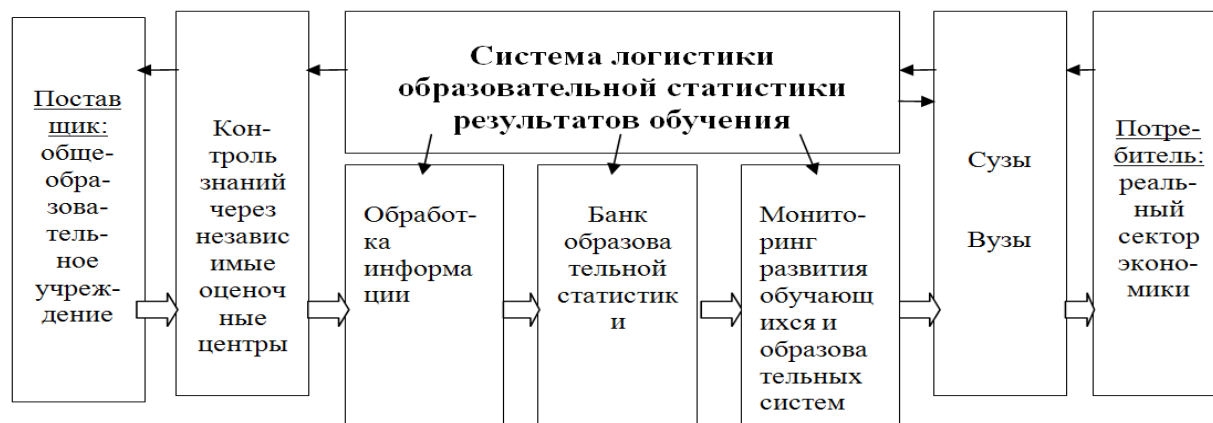 Постав
щик:
обще-
обра-
зова-
тель-
ное
учреж-
дение
Кон-
троль
знаний
через
независ
имые
оценоч
ные
центры
Система логистики
образовательной статистики
результатов обучения
Обработ-
ка
информа
ции
Банк
образова
тельной
статистик
и
Монито-
ринг
развития
обучающ
ихся и
образова
тельных
систем
Сузы
Вузы
Потре-
битель:
реаль-
ный
сектор
эконо-
мики